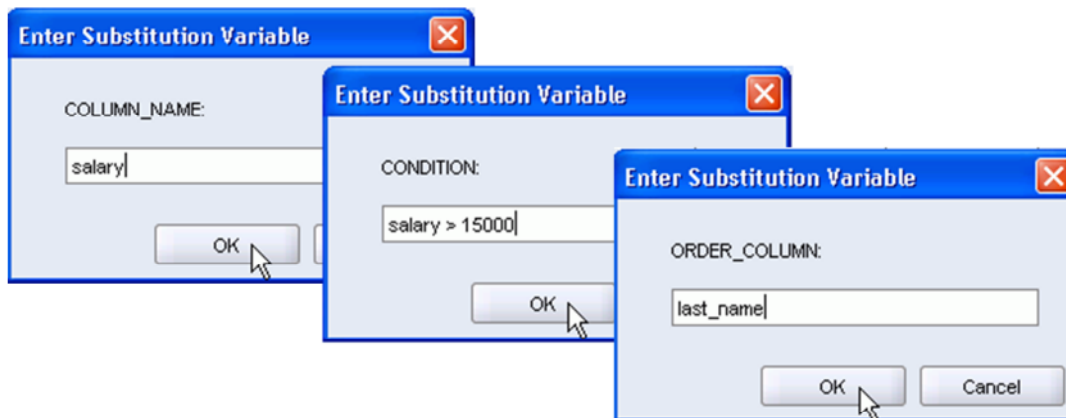 Enter Substitution Variable
COLUMN_NAME:
salary
OK
Enter Substitution Variable
CONDITION:
salary > 15000
OK
Enter Substitution Variable
ORDER_COLUMN:
last_name
OK Cancel